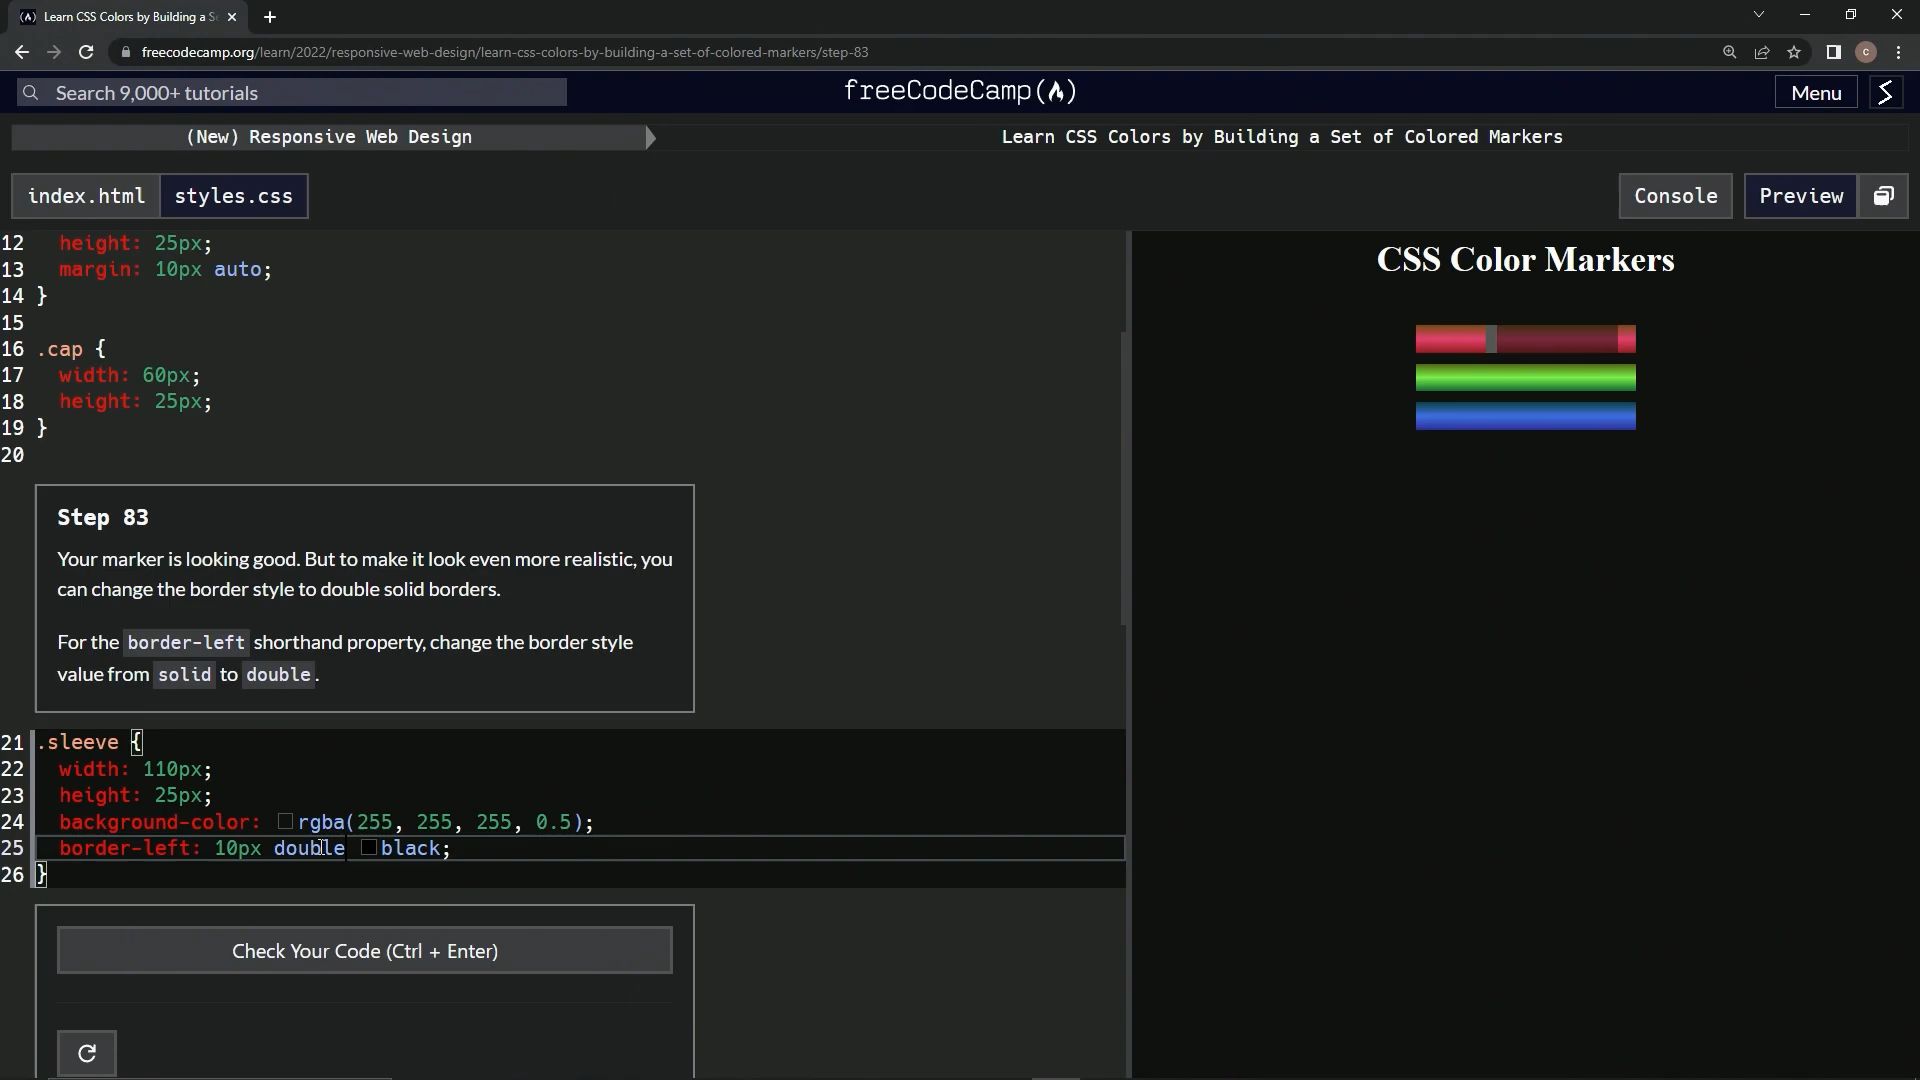 Learn CSS Colors by Building a S
freecodecamp.org/learn/2022/responsive-web-design/learn-css-colors-by-building-a-set-of-colored-markers/step-83
c
Search 9,000+ tutorials
freeCodeCamp
Menu
(New) Responsive Web Design
Learn CSS Colors by Building a Set of Colored Markers
index.html
styles.css
Console
Preview
12 height: 25px;
13 margin: 10px auto;
14 }
15
16 .cap {
17 width: 60px;
18 height: 25px;
19 }
20
Step 83
Your marker is looking good. But to make it look even more realistic, you
can change the border style to double solid borders.
For the border-left shorthand property, change the border style
value from solid to double.
21 .sleeve {
22 width: 110px;
23 height: 25px;
24 background-color: rgba(255, 255, 255, 0.5);
25 border-left: 10px double black;
26 }
Check Your Code (Ctrl + Enter)
CSS Color Markers